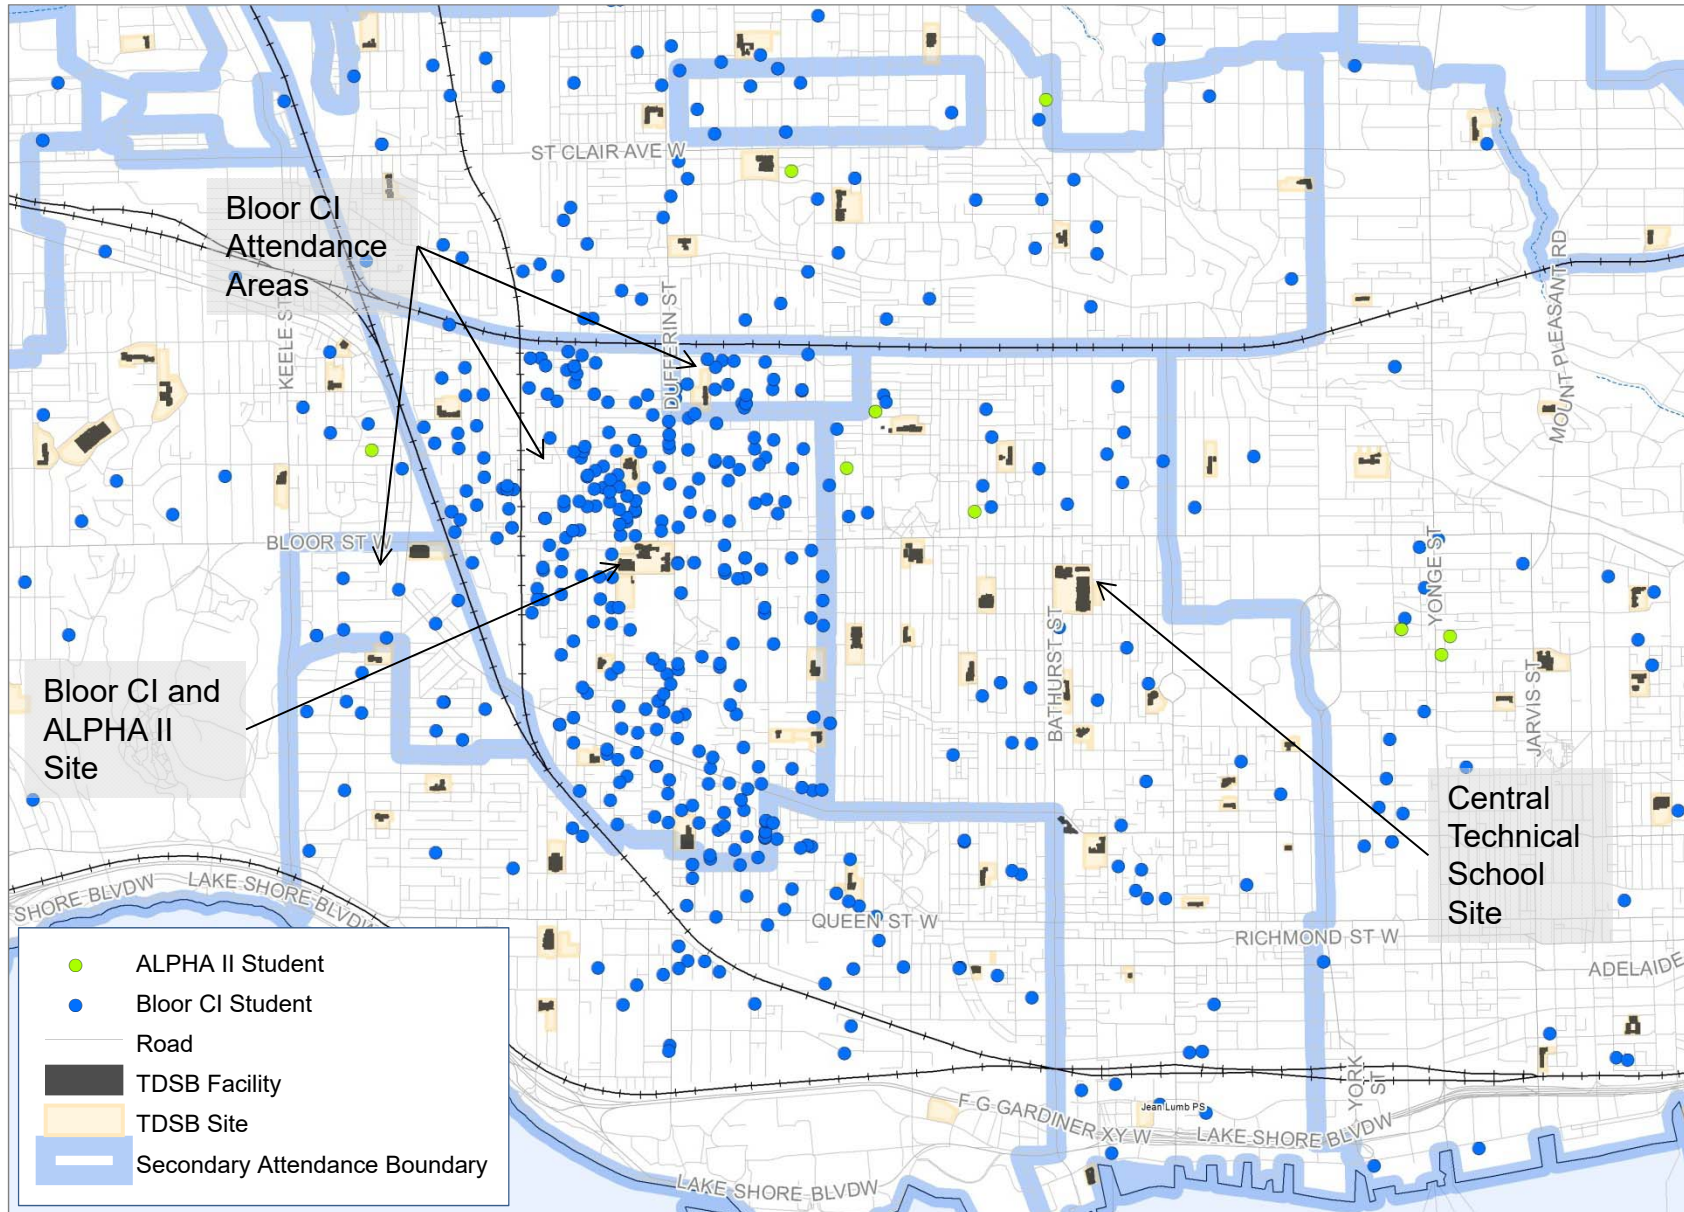 ST CLAIR AVE W
Bloor CI
Attendance
Areas
KEELE ST
DUFFERIN ST
MOUNT PLEASANT RD
BLOOR ST W
YONGE ST
BATHURST ST
JARVIS ST
Bloor CI and
ALPHA II
Site
Central
Technical
School
Site
SHORE BLVDW
LAKE SHORE BLVDW
QUEEN ST W
RICHMOND ST W
ADELAIDE
ALPHA II Student
Bloor CI Student
Road
TDSB Facility
TDSB Site
Secondary Attendance Boundary
YORK
ST
F G GARDINER XY W
Jean Lumb PS
LAKE SHORE BLVDW
LAKE SHORE BLVDW